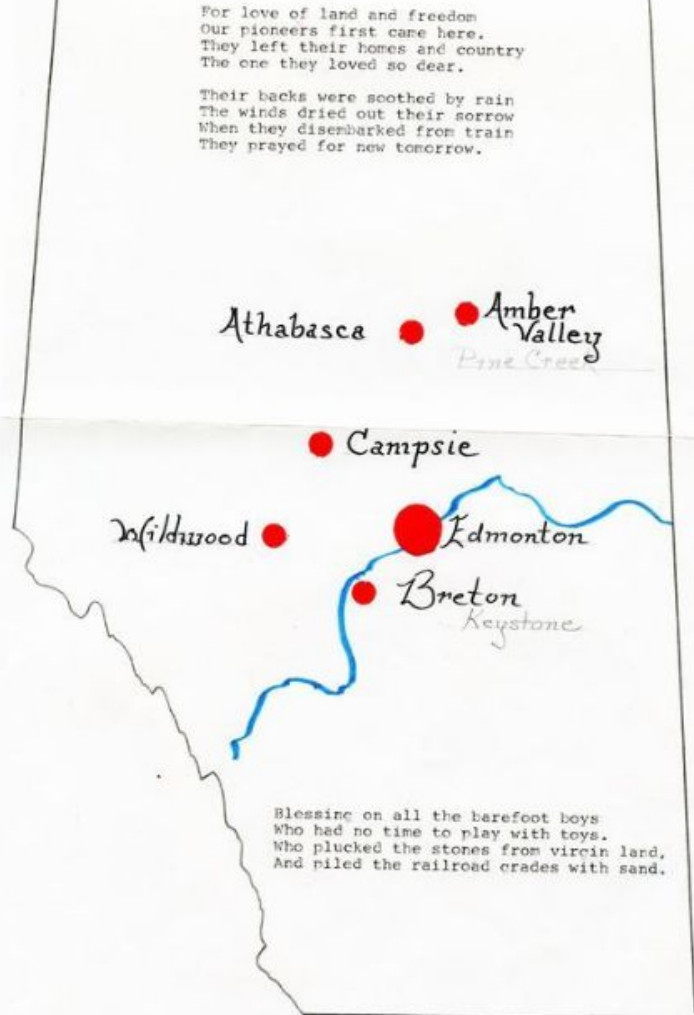 For love of land and freedom
Our pioneers first came here.
They left their homes and country
The one they loved so dear.
Their backs were soothed by rain
The winds dried out their sorrow
When they disembarked from train
They prayed for new tomorrow.
Athabasca
Amber
Valley
Pine Creek
Campsie
Wildwood
Edmonton
Breton
Keystone
Blessing on all the barefoot boys
Who had no time to play with toys.
Who plucked the stones from virgin land,
And piled the railroad grades with sand.